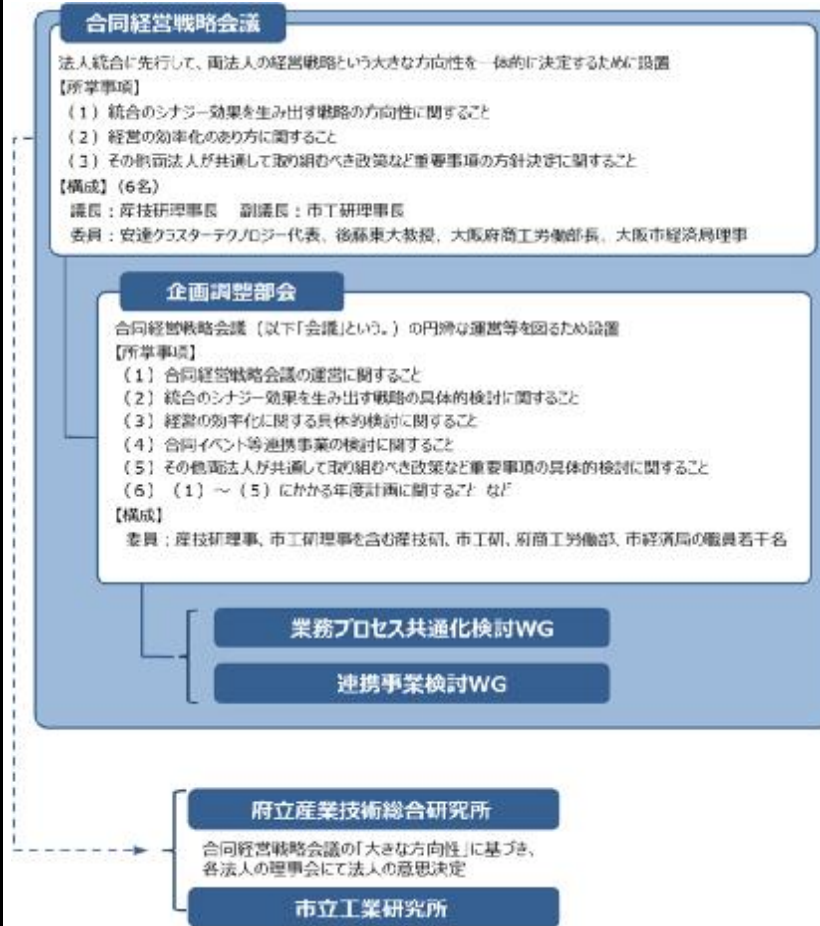 合同経営戦略会議
法人統合に先行して、両法人の経営戦略という大きな方向性を一体的に決定するために設置
【所掌事項】
（１）統合のシナジー効果を生み出す戦略の方向性に関すること
（２）経営の効率化のあり方に関すること
（３）その他両法人が共通して取り組むべき政策など重要事項の方針決定に関すること
【構成】（6名）
議長：産技研理事長　副議長：市工研理事長
委員：安達クラスターテクノロジー代表、後藤東大教授、大阪府商工労働部長、大阪市経済局理事
企画調整部会
合同経営戦略会議（以下「会議」という。）の円滑な運営等を図るため設置
【所掌事項】
（１）合同経営戦略会議の運営に関すること
（２）統合のシナジー効果を生み出す戦略の具体的検討に関すること
（３）経営の効率化に関する具体的検討に関すること
（４）合同イベント等連携事業の検討に関すること
（５）その他両法人が共通して取り組むべき政策など重要事項の具体的検討に関すること
（６）（１）～（５）にかかる年度計画に関すること など
【構成】
委員：産技研理事、市工研理事を含む産技研、市工研、府商工労働部、市経済局の職員若干名
業務プロセス共通化検討WG
連携事業検討WG
府立産業技術総合研究所
合同経営戦略会議の「大きな方向性」に基づき、
各法人の理事会にて法人の意思決定
市立工業研究所